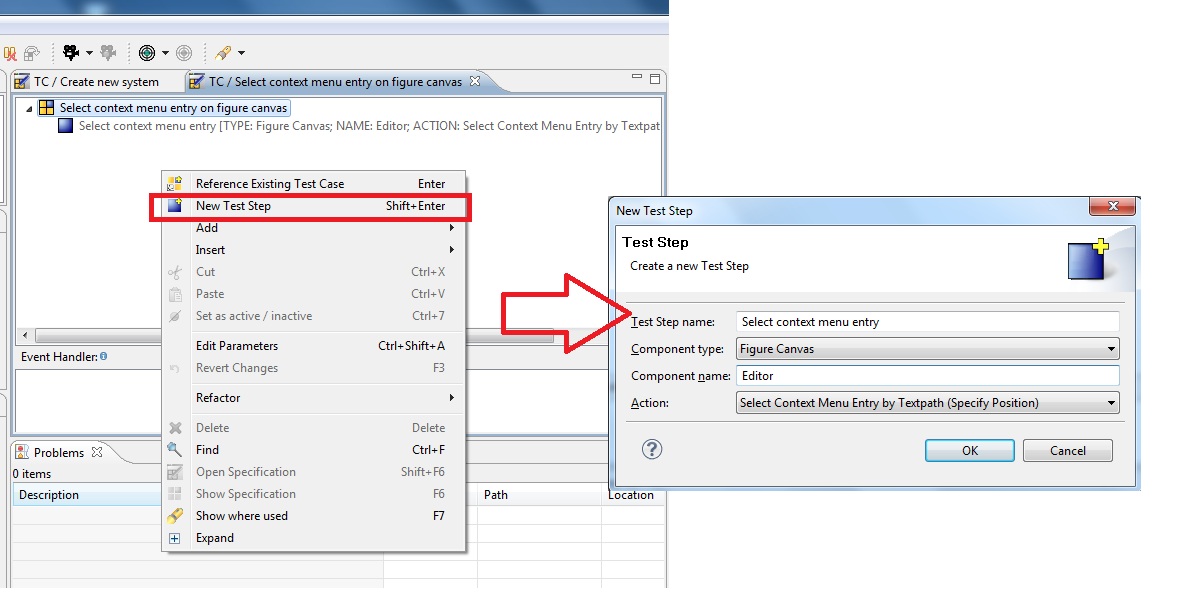 TC / Create new system
TC / Select context menu entry on figure canvas
Select context menu entry on figure canvas
Select context menu entry [TYPE: Figure Canvas; NAME: Editor; ACTION: Select Context Menu Entry by Textpat
Reference Existing Test Case Enter
New Test Step Shift+Enter
Add
Insert
Cut Ctrl+X
Paste Ctrl+V
Set as active / inactive Ctrl+7
Event Handler:
Edit Parameters Ctrl+Shift+A
Revert Changes F3
Refactor
Delete Delete
Find Ctrl+F
Open Specification Shift+F6
Show Specification F6
Show where used F7
Expand
Problems
0 items
Description Path Location
New Test Step
Test Step
Create a new Test Step
Test Step name: Select context menu entry
Component type: Figure Canvas
Component name: Editor
Action: Select Context Menu Entry by Textpath (Specify Position)
OK Cancel